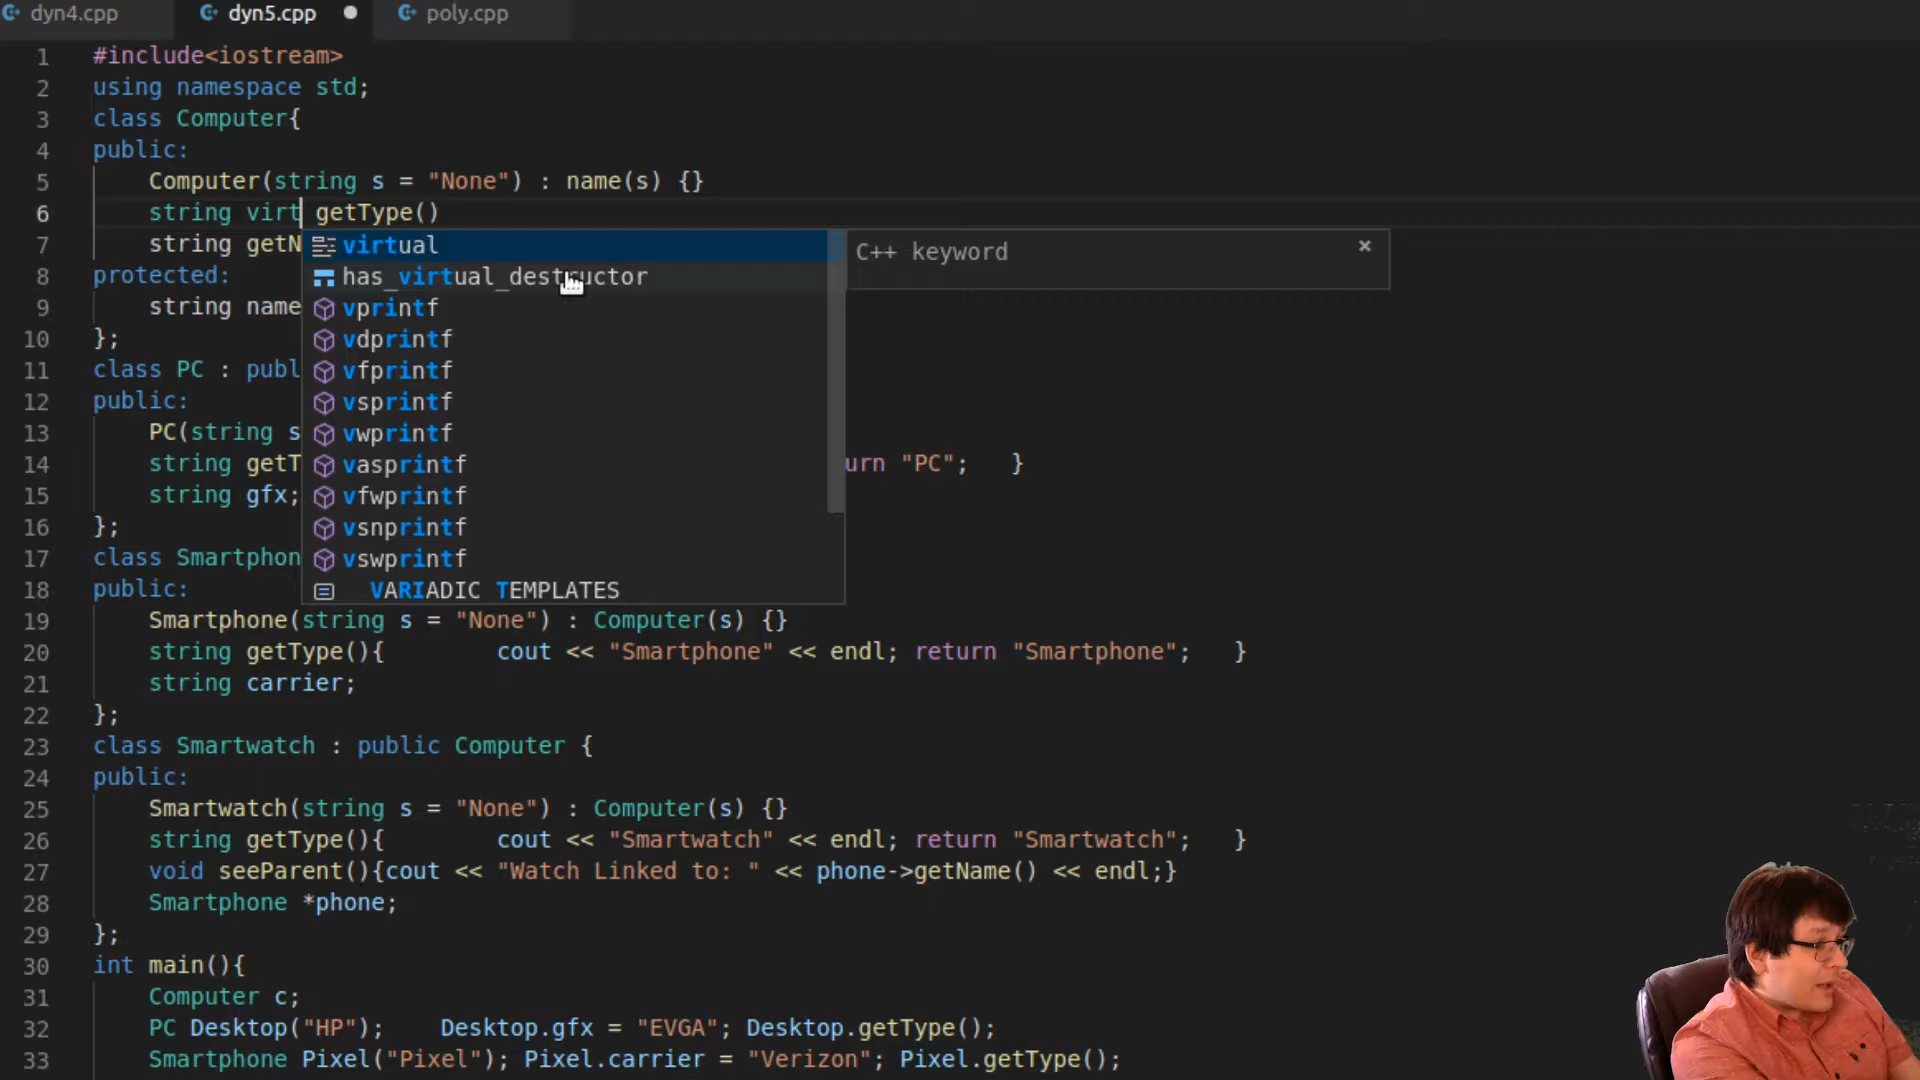 dyn4.cpp dyn5.cpp poly.cpp
1 #include<iostream>
2 using namespace std;
3 class Computer{
4 public:
5 Computer(string s = "None") : name(s) {}
6 string virt getType()
7 string getN
8 protected:
9 string name
10 };
11 class PC : publ
12 public:
13 PC(string s
14 string getT urn "PC"; }
15 string gfx;
16 };
17 class Smartphon
18 public:
19 Smartphone(string s = "None") : Computer(s) {}
20 string getType(){ cout << "Smartphone" << endl; return "Smartphone"; }
21 string carrier;
22 };
23 class Smartwatch : public Computer {
24 public:
25 Smartwatch(string s = "None") : Computer(s) {}
26 string getType(){ cout << "Smartwatch" << endl; return "Smartwatch"; }
27 void seeParent(){cout << "Watch Linked to: " << phone->getName() << endl;}
28 Smartphone *phone;
29 };
30 int main(){
31 Computer c;
32 PC Desktop("HP"); Desktop.gfx = "EVGA"; Desktop.getType();
33 Smartphone Pixel("Pixel"); Pixel.carrier = "Verizon"; Pixel.getType();
virtual
has_virtual_destructor
vprintf
vdprintf
vfprintf
vsprintf
vwprintf
vasprintf
vfwprintf
vsnprintf
vswprintf
VARIADIC TEMPLATES
C++ keyword ×